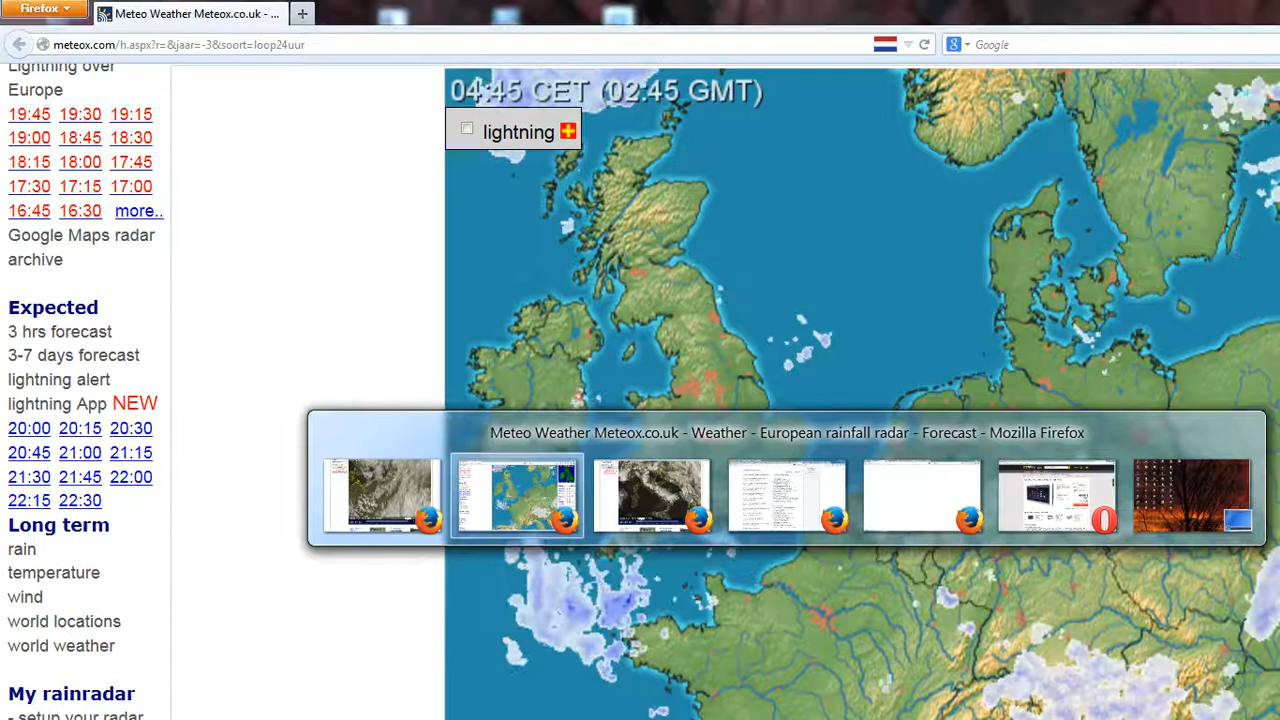 Firefox
Meteo Weather Meteox.co.uk - ...
meteox.com/h.aspx?r=&jaar=-3&soort=loop24uur
Google
Lightning over
Europe
19:45 19:30 19:15
19:00 18:45 18:30
18:15 18:00 17:45
17:30 17:15 17:00
16:45 16:30 more..
Google Maps radar
archive
Expected
3 hrs forecast
3-7 days forecast
lightning alert
lightning App NEW
20:00 20:15 20:30
20:45 21:00 21:15
21:30 21:45 22:00
22:15 22:30
Long term
rain
temperature
wind
world locations
world weather
My rainradar
- setup your radar
04:45 CET (02:45 GMT)
lightning
Meteo Weather Meteox.co.uk - Weather - European rainfall radar - Forecast - Mozilla Firefox